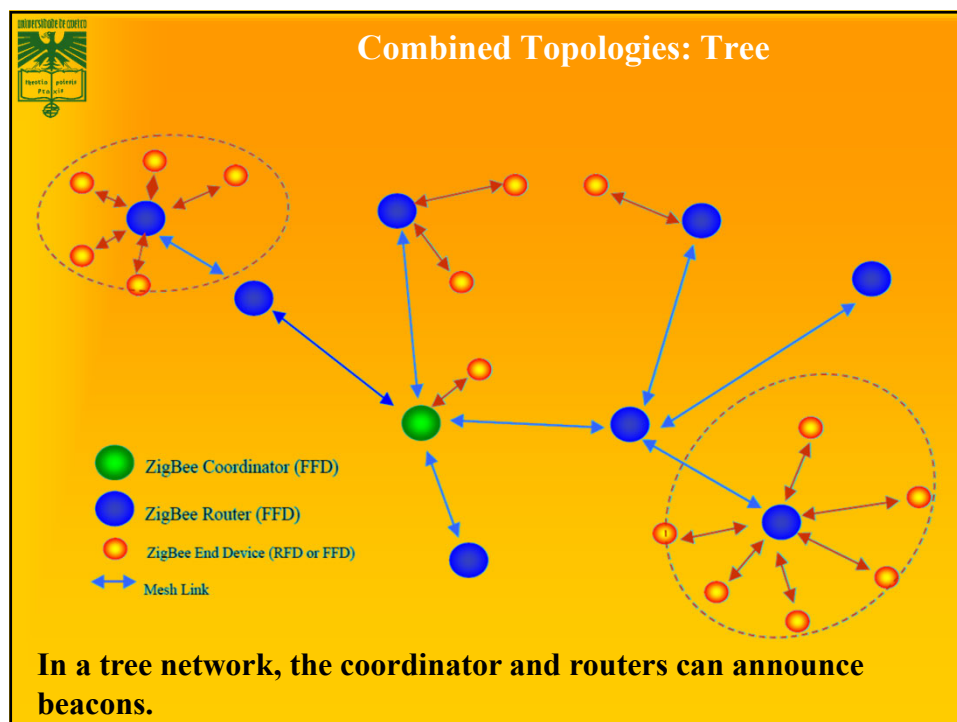 Combined Topologies: Tree
ZigBee Coordinator (FFD)
ZigBee Router (FFD)
ZigBee End Device (RFD or FFD)
Mesh Link
In a tree network, the coordinator and routers can announce
beacons.